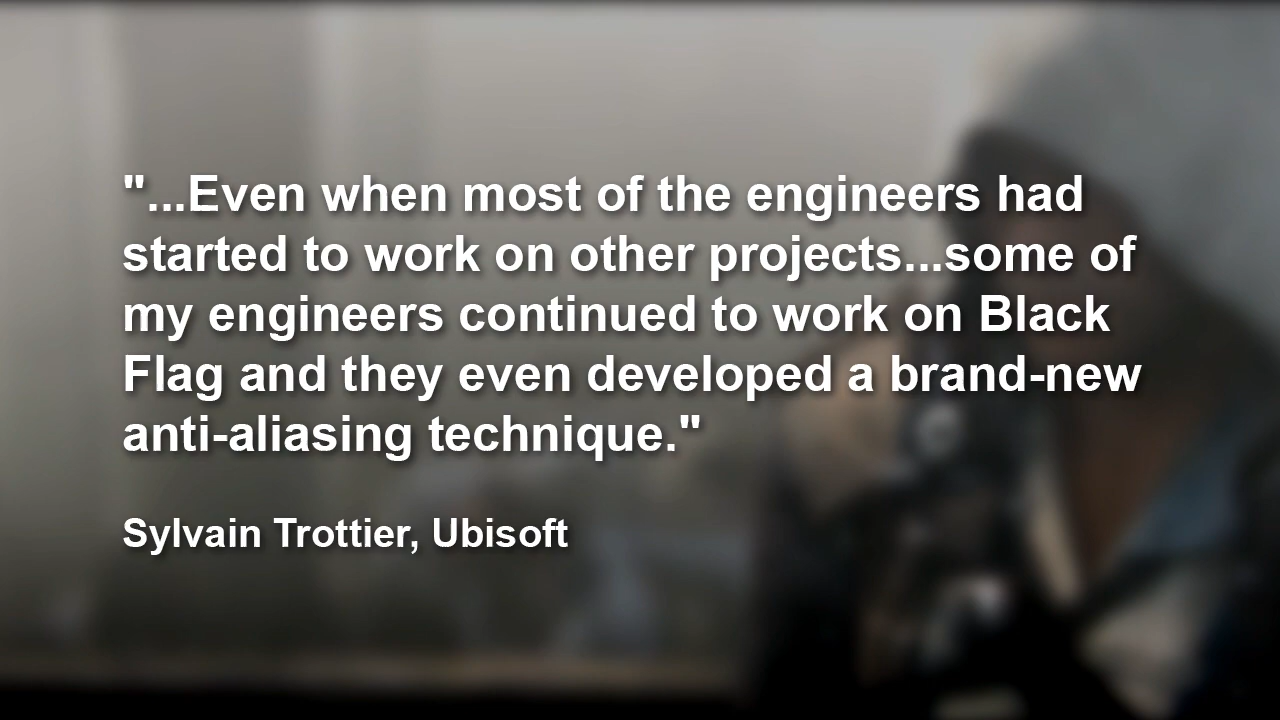 "...Even when most of the engineers had
started to work on other projects...some of
my engineers continued to work on Black
Flag and they even developed a brand-new
anti-aliasing technique."
Sylvain Trottier, Ubisoft